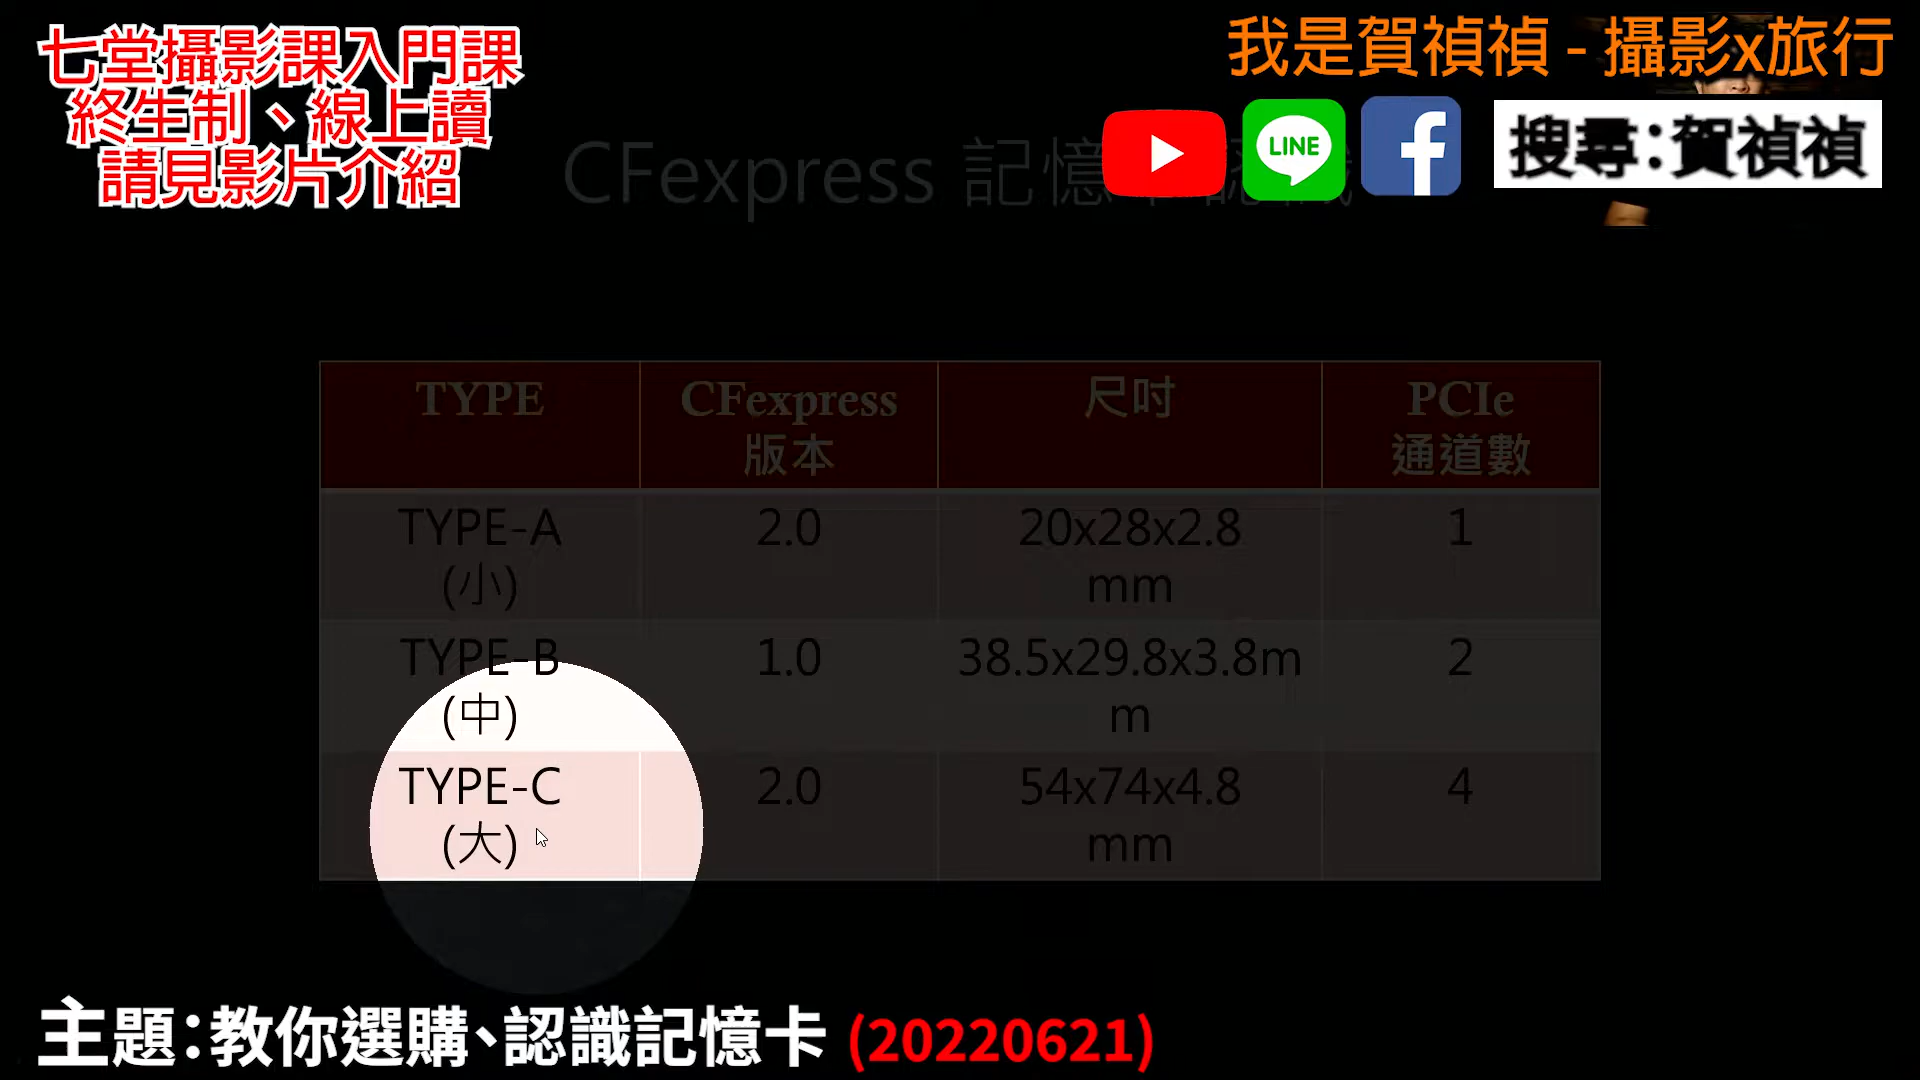 七堂攝影課入門課
終生制、線上讀
請見影片介紹
我是賀禎禎 - 攝影x旅行
LINE
搜尋:賀禎禎
CFexpress 記憶卡認識
TYPE
CFexpress
版本
尺吋
PCIe
通道數
TYPE-A
(小)
2.0
20x28x2.8
mm
1
TYPE-B
(中)
1.0
38.5x29.8x3.8m
m
2
TYPE-C
(大)
2.0
54x74x4.8
mm
4
主題:教你選購、認識記憶卡 (20220621)